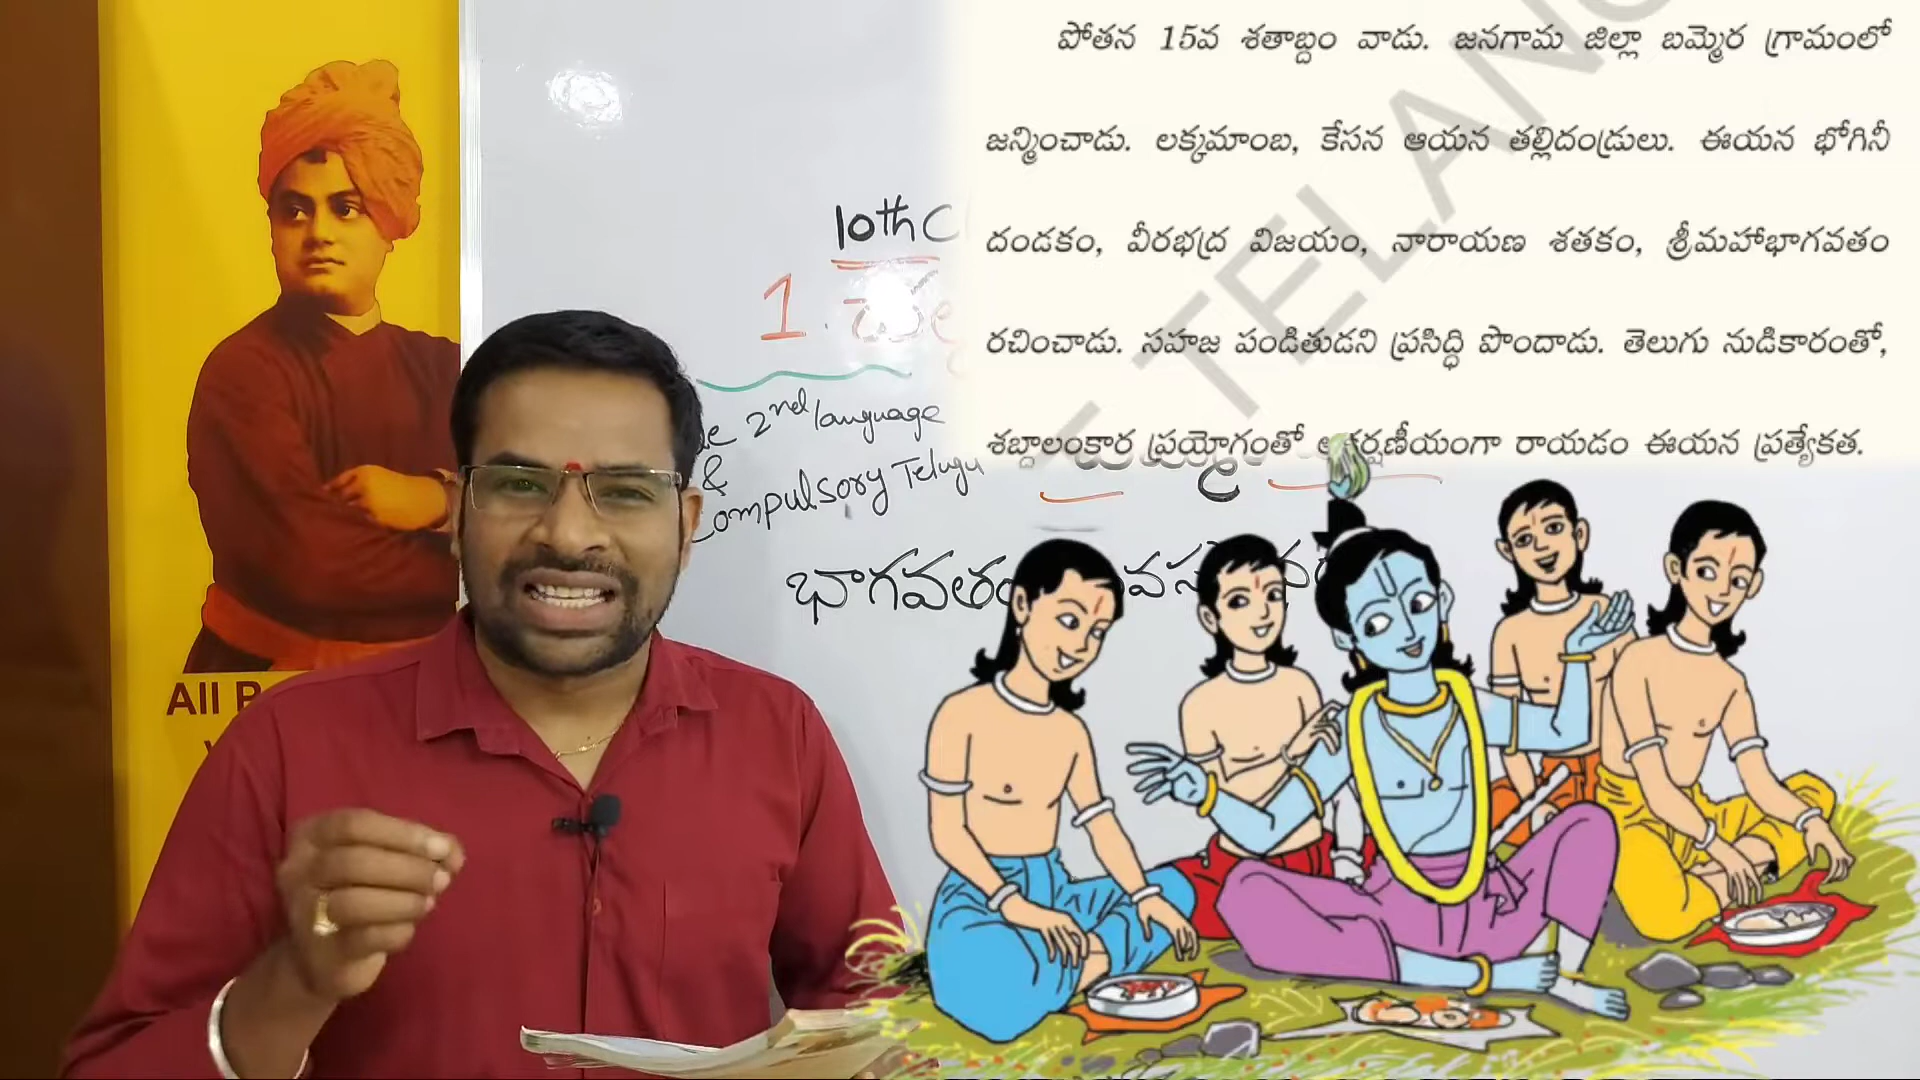 పోతన 15వ శతాబ్దం వాడు. జనగామ జిల్లా బమ్మెర గ్రామంలో
జన్మించాడు. లక్కమాంబ, కేసన ఆయన తల్లిదండ్రులు. ఈయన భోగినీ
దండకం, వీరభద్ర విజయం, నారాయణ శతకం, శ్రీమహాభాగవతం
రచించాడు. సహజ పండితుడని ప్రసిద్ధి పొందాడు. తెలుగు నుడికారంతో,
శబ్దాలంకార ప్రయోగంతో ఆకర్షణీయంగా రాయడం ఈయన ప్రత్యేకత.
10th
1.
2nd language
&
Compulsory Telugu
భాగవతం
All